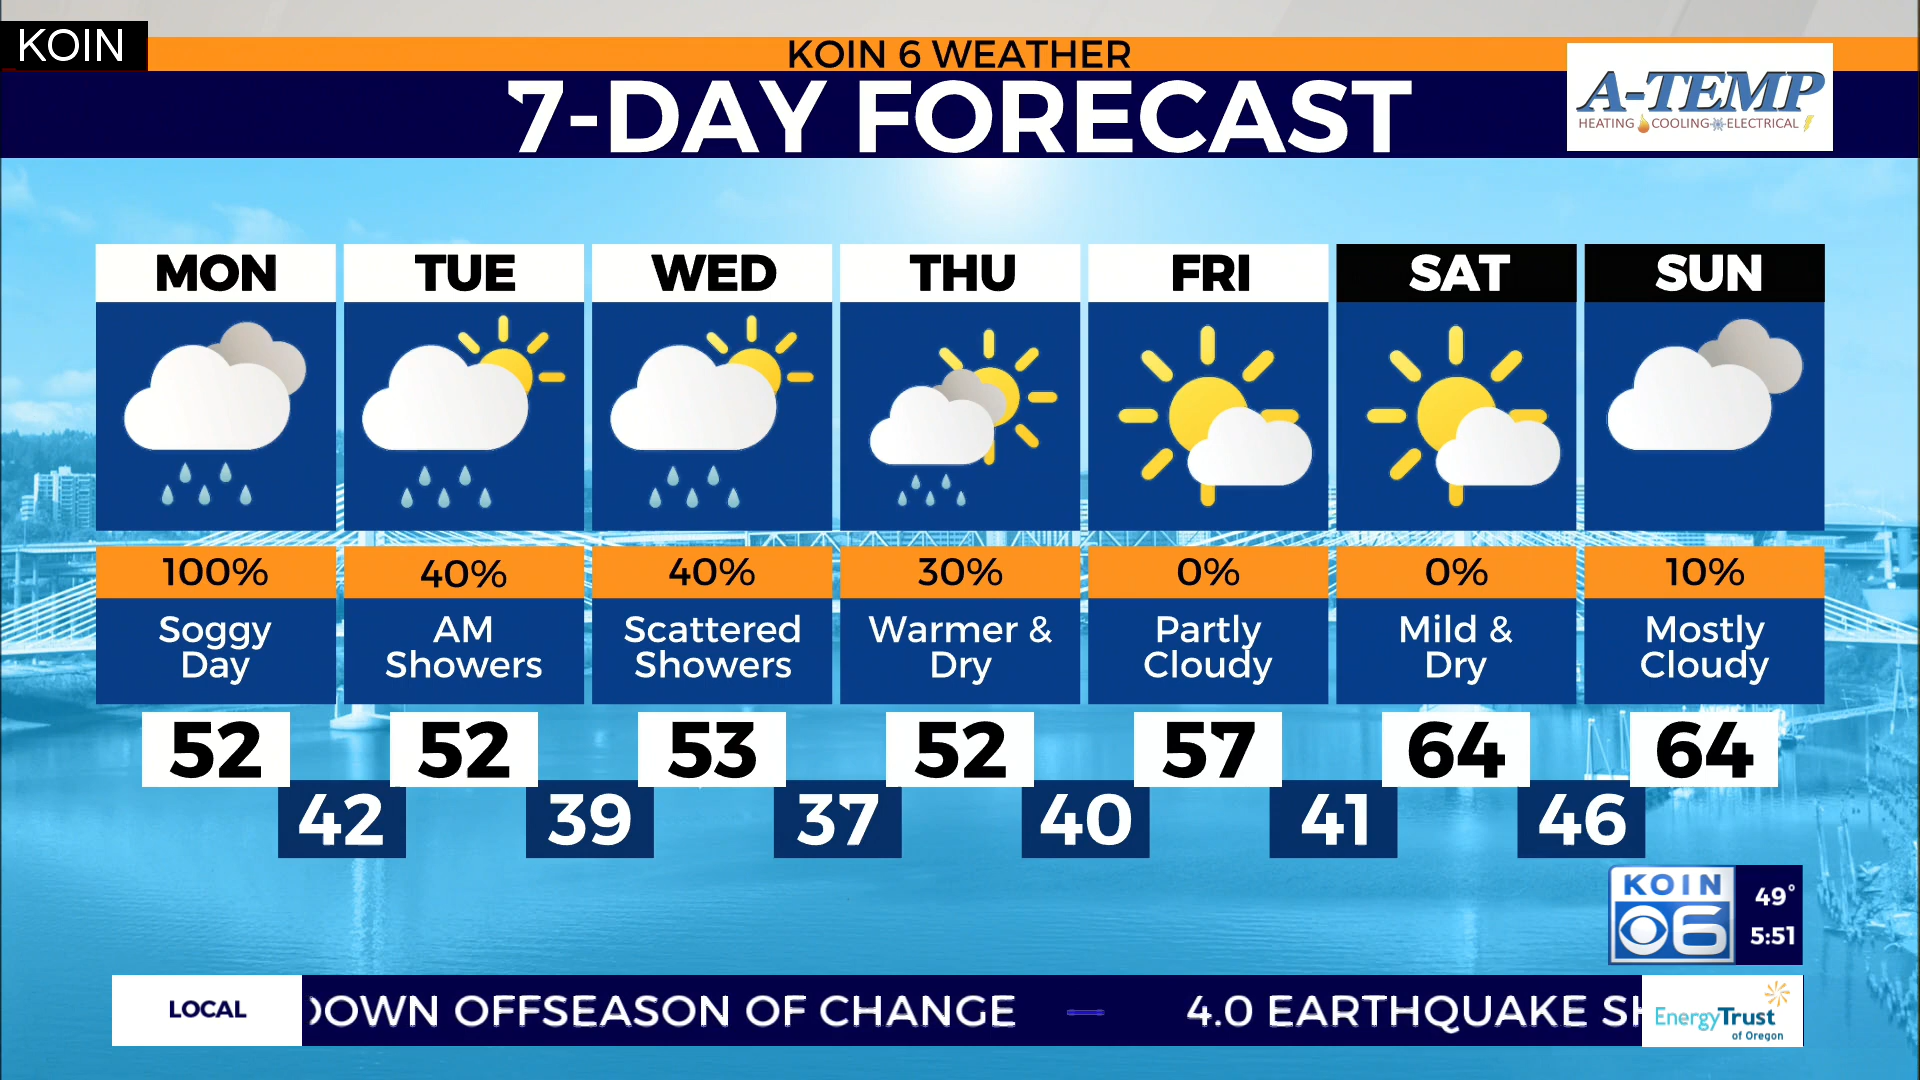 KOIN
KOIN 6 WEATHER
7-DAY FORECAST
A-TEMP
HEATING COOLING ELECTRICAL
MON TUE WED THU FRI SAT SUN
100% 40% 40% 30% 0% 0% 10%
Soggy AM Scattered Warmer & Partly Mild & Mostly
Day Showers Showers Dry Cloudy Dry Cloudy
52 52 53 52 57 64 64
42 39 37 40 41 46
KOIN
6
49°
5:51
LOCAL
DOWN OFFSEASON OF CHANGE — 4.0 EARTHQUAKE
EnergyTrust
of Oregon